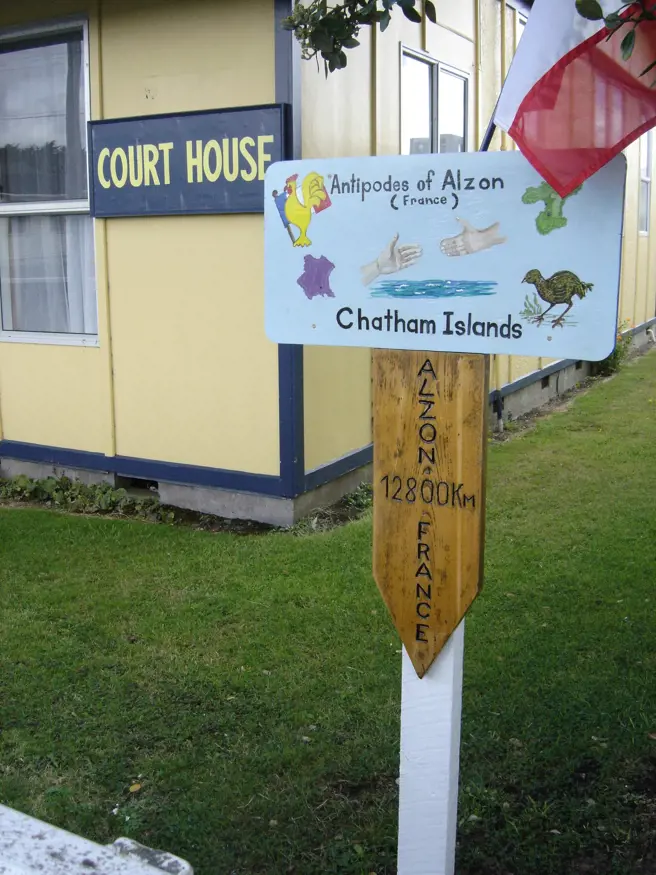 COURT HOUSE
Antipodes of Alzon
(France)
Chatham Islands
ALZON
12800Km
FRANCE